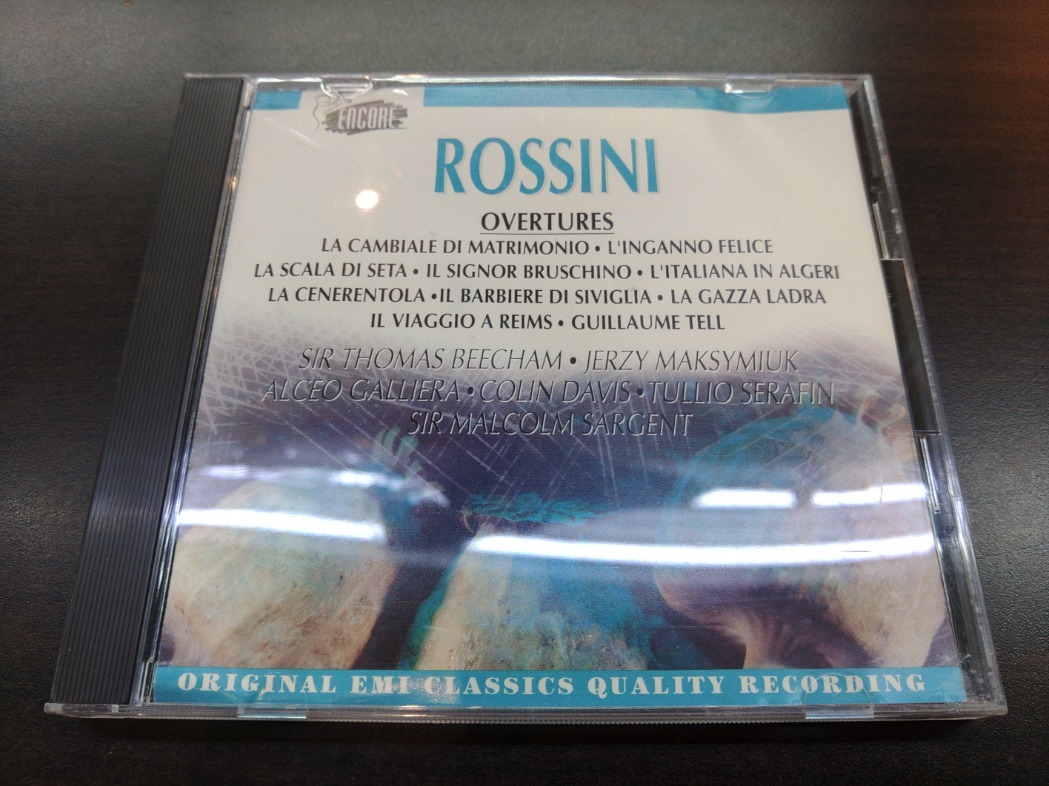 ENCORE
ROSSINI
OVERTURES
LA CAMBIALE DI MATRIMONIO • L'INGANNO FELICE
LA SCALA DI SETA • IL SIGNOR BRUSCHINO • L'ITALIANA IN ALGERI
LA CENERENTOLA • IL BARBIERE DI SIVIGLIA • LA GAZZA LADRA
IL VIAGGIO A REIMS • GUILLAUME TELL
SIR THOMAS BEECHAM • JERZY MAKSYMIUK
ALCEO GALLIERA • COLIN DAVIS • TULLIO SERAFIN
SIR MALCOLM SARGENT
ORIGINAL EMI CLASSICS QUALITY RECORDING